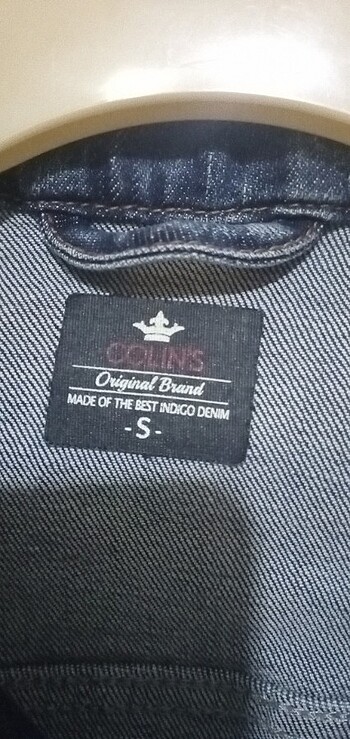 COLIN'S
Original Brand
MADE OF THE BEST INDIGO DENIM
-S-